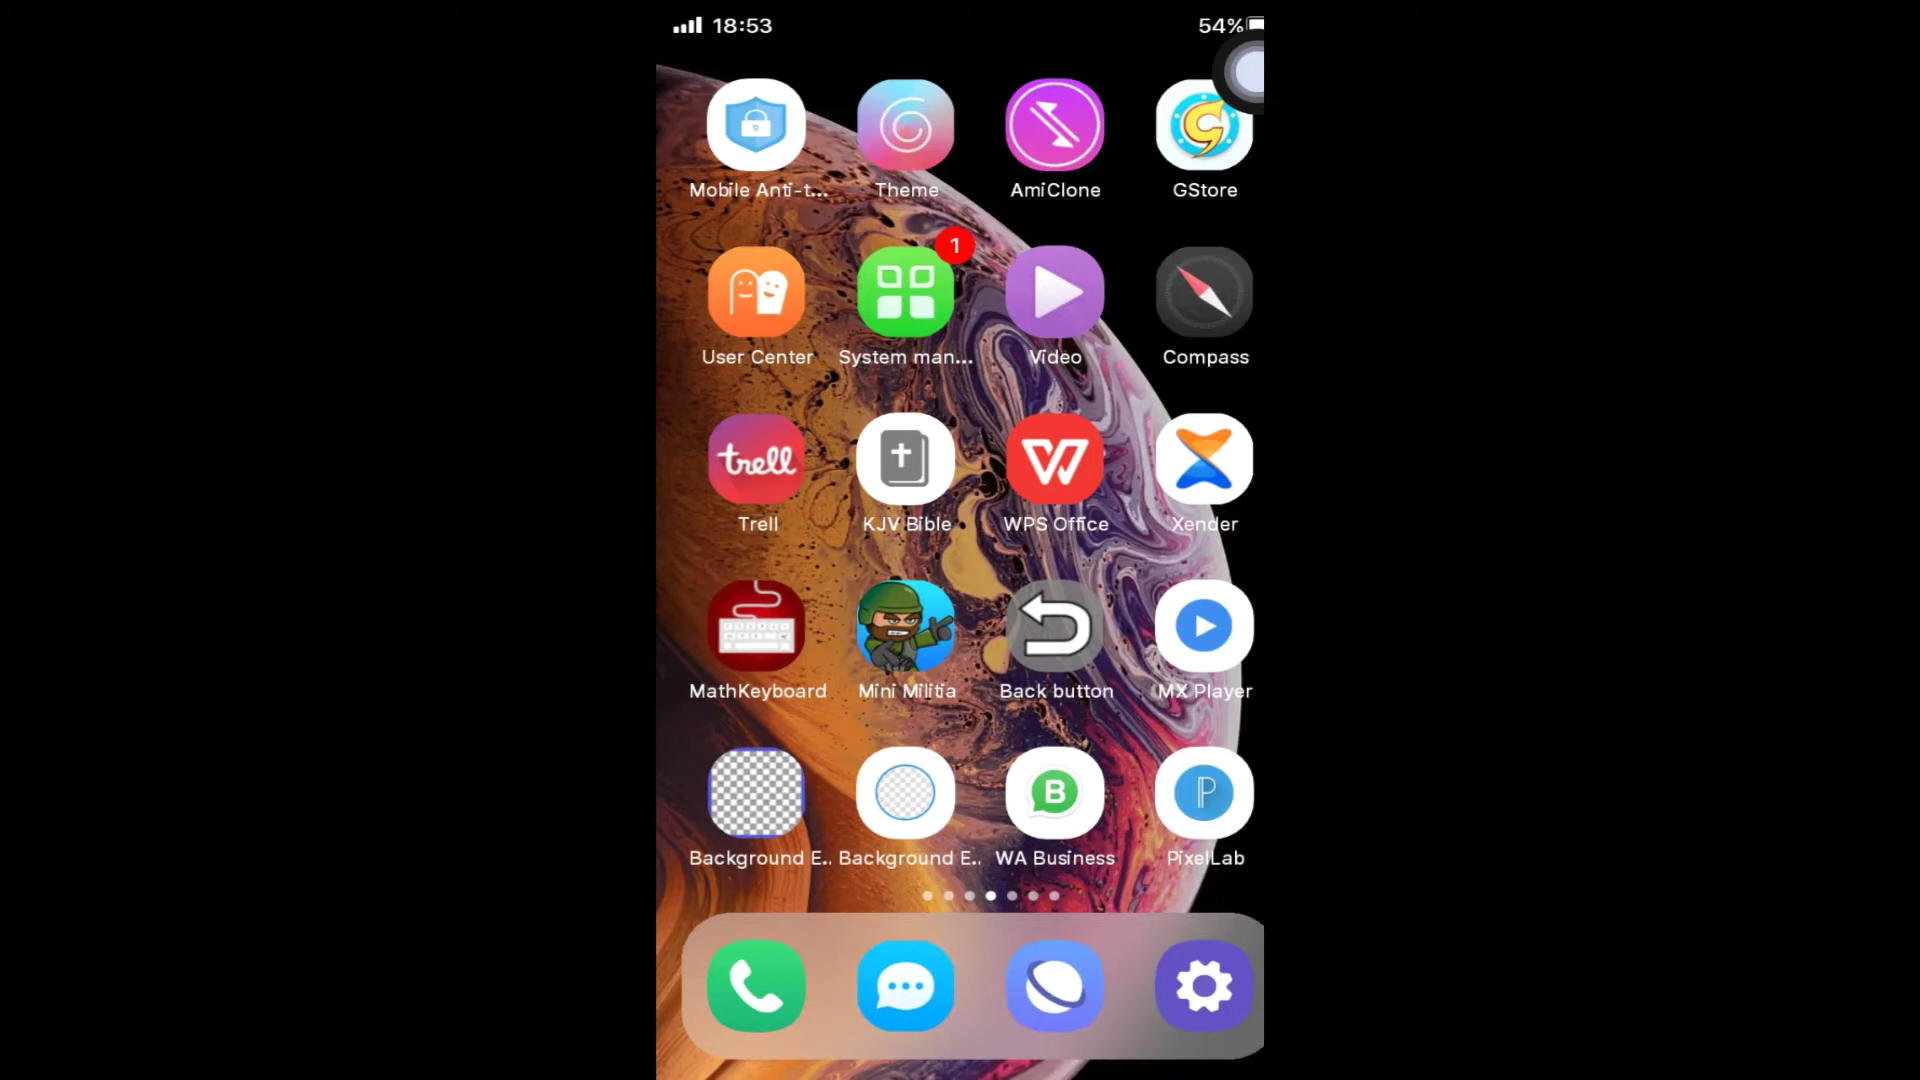 18:53 54%
Mobile Anti-t... Theme AmiClone GStore
1
User Center System man... Video Compass
trell
Trell KJV Bible WPS Office Xender
MathKeyboard Mini Militia Back button MX Player
B P
Background E.. Background E.. WA Business PixelLab